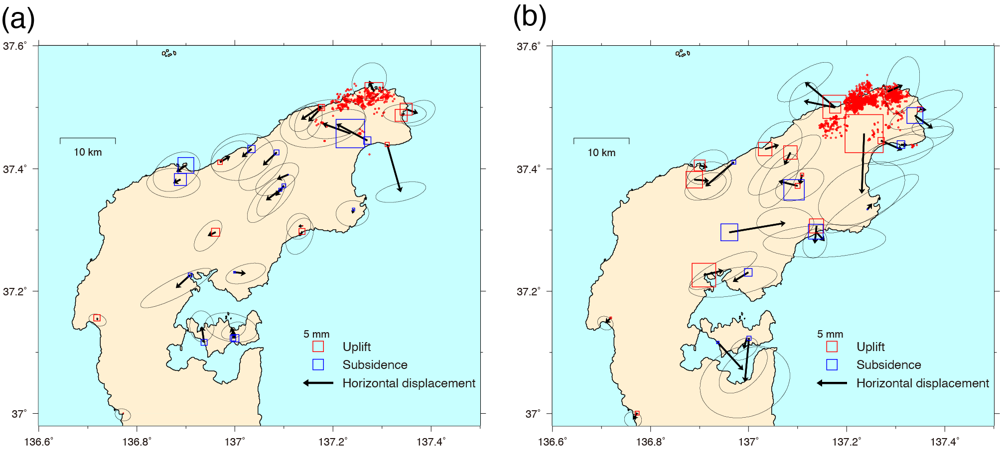 (a)
37.6°
37.4°
37.2°
37°
136.6°
136.8°
137°
137.2°
137.4°
10 km
5 mm
Uplift
Subsidence
Horizontal displacement
(b)
37.6°
37.4°
37.2°
37°
136.6°
136.8°
137°
137.2°
137.4°
10 km
5 mm
Uplift
Subsidence
Horizontal displacement